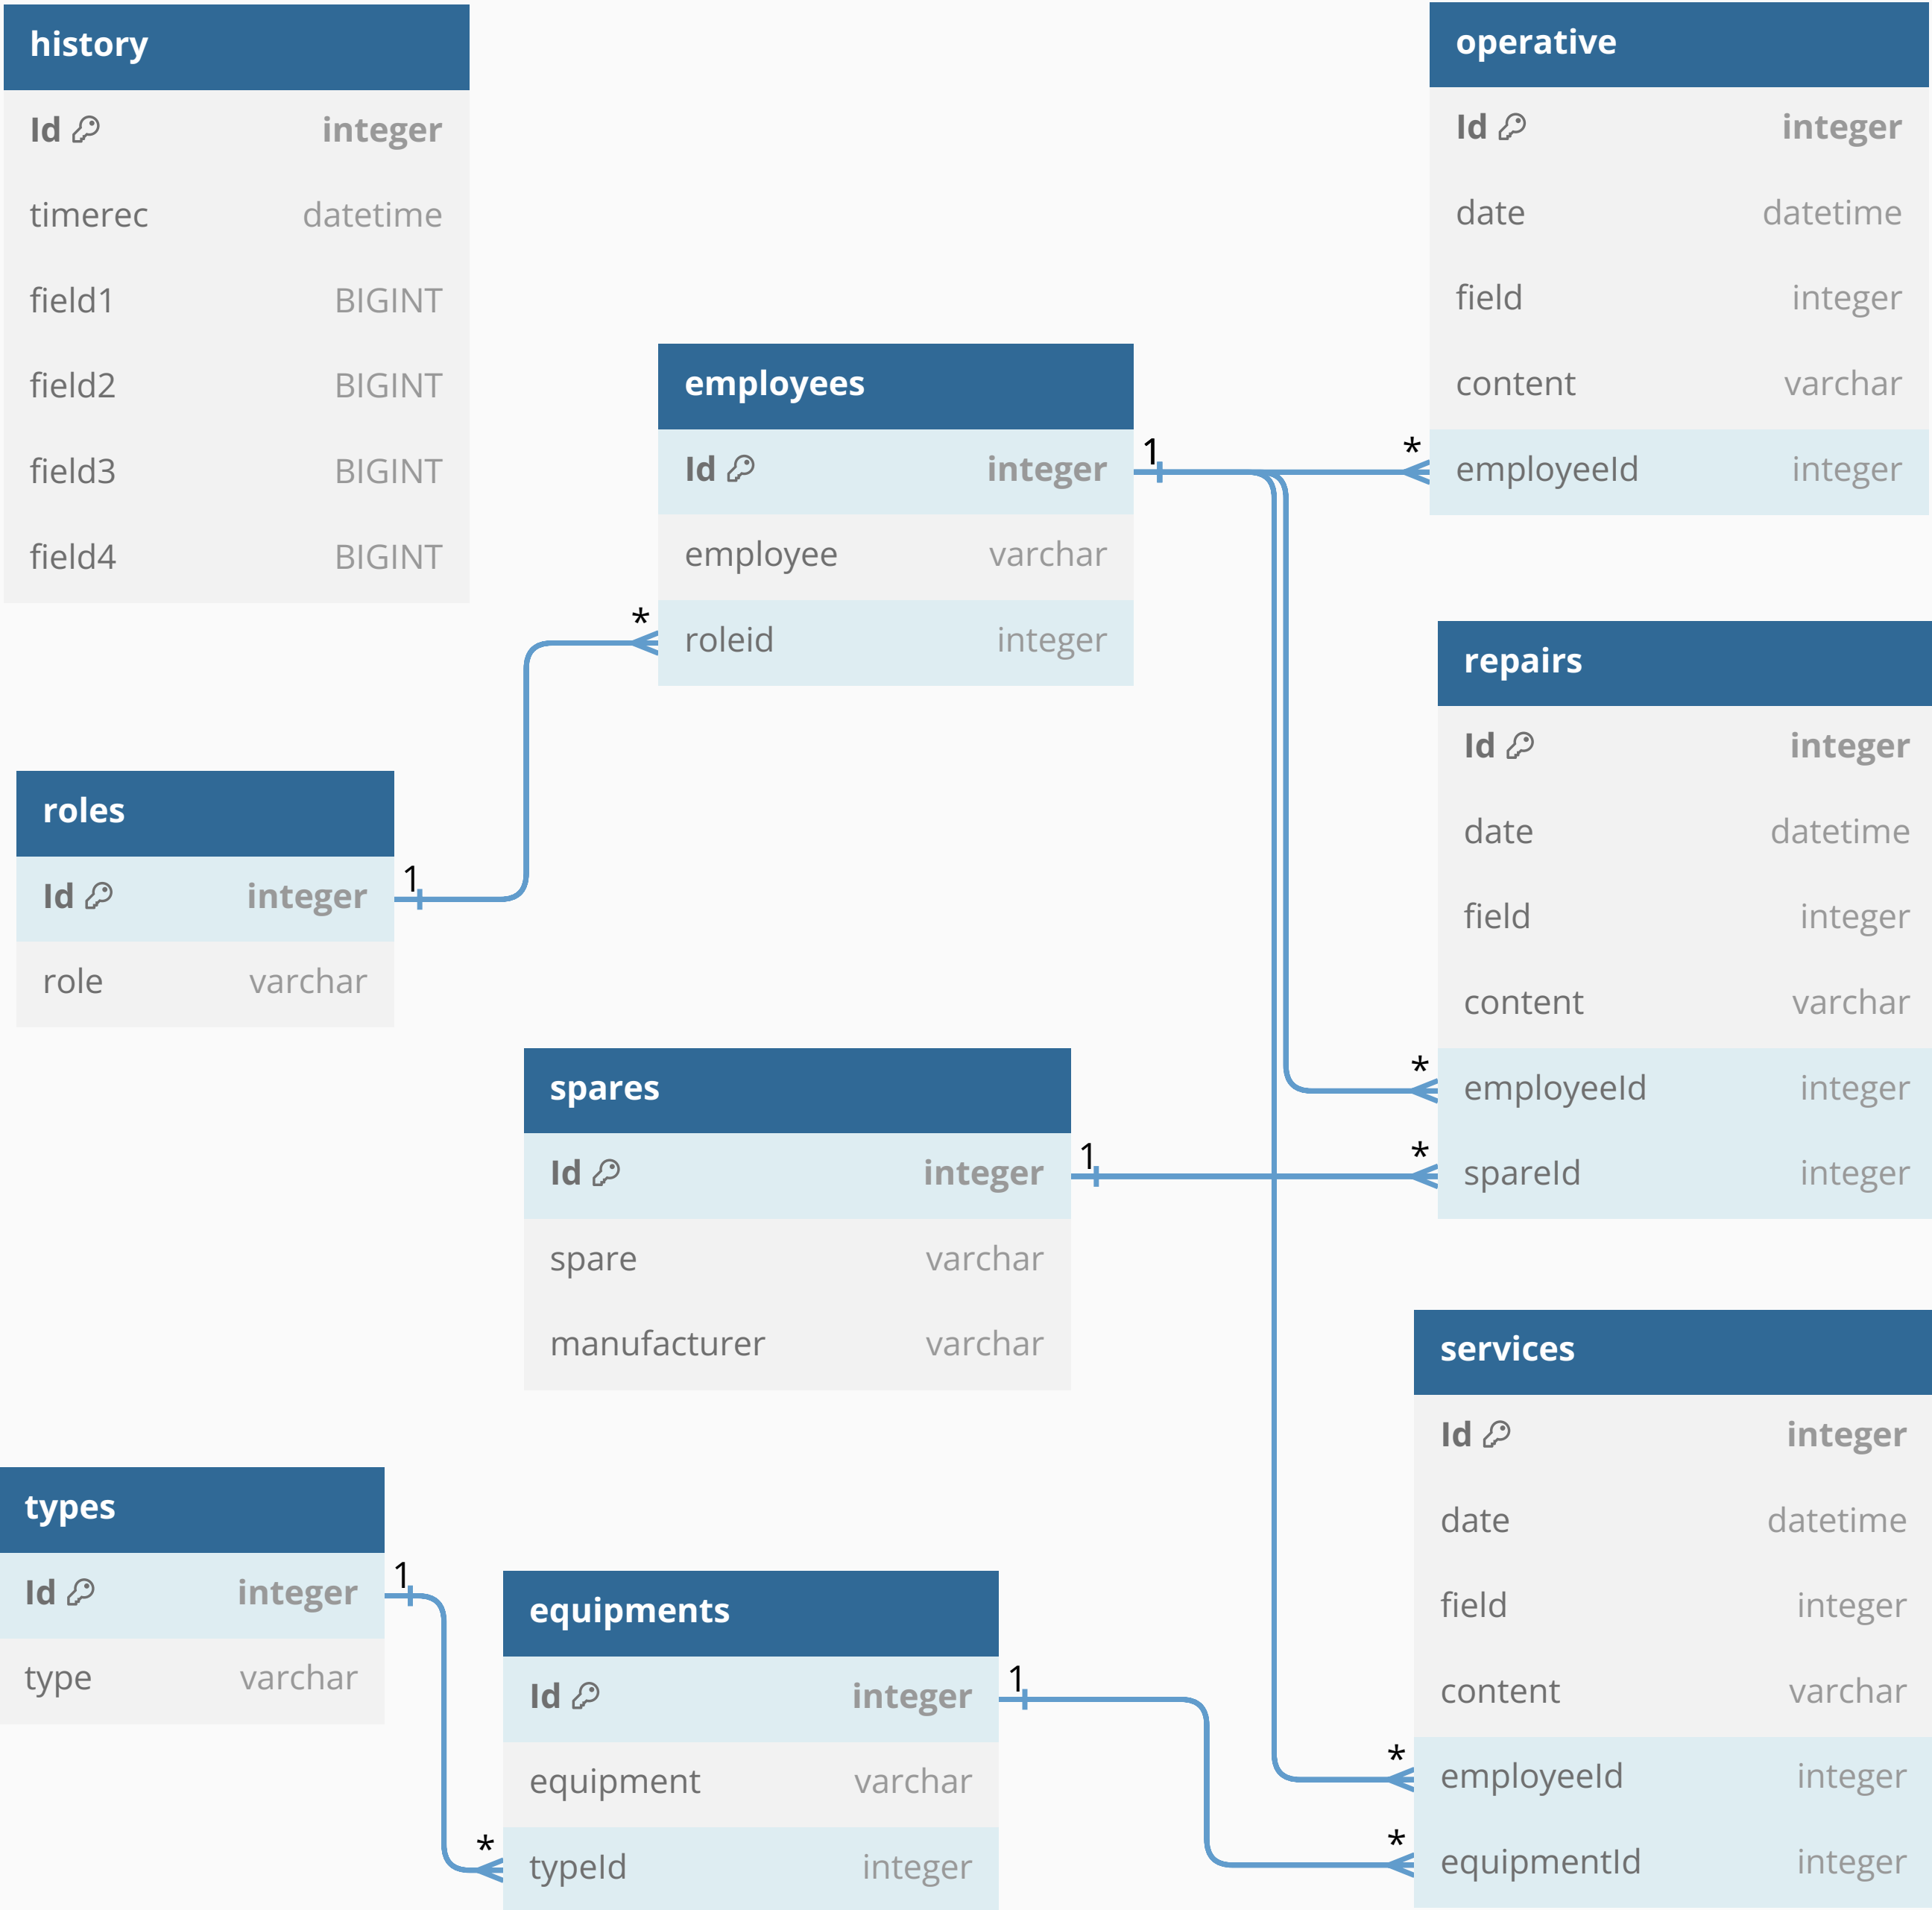 history
Id integer
timerec datetime
field1 BIGINT
field2 BIGINT
field3 BIGINT
field4 BIGINT
operative
Id integer
date datetime
field integer
content varchar
* employeeId integer
employees
Id integer 1
employee varchar
* roleid integer
repairs
Id integer
date datetime
field integer
content varchar
* employeeId integer
* spareId integer
roles
Id integer 1
role varchar
spares
Id integer 1
spare varchar
manufacturer varchar
services
Id integer
date datetime
field integer
content varchar
* employeeId integer
* equipmentId integer
types
Id integer 1
type varchar
equipments
Id integer 1
equipment varchar
* typeId integer